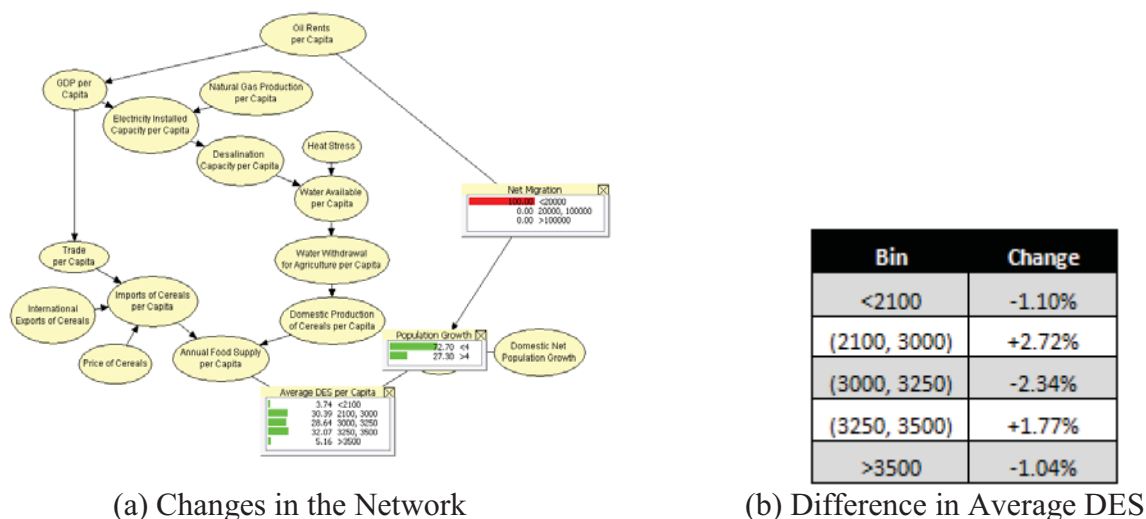 Oil Rents
per Capita
GDP per
Capita
Natural Gas Production
per Capita
Electricity Installed
Capacity per Capita
Desalination
Capacity per Capita
Heat Stress
Water Available
per Capita
Net Migration
100.00 <20000
0.00 20000, 100000
0.00 >100000
Water Withdrawal
for Agriculture per Capita
Trade
per Capita
Imports of Cereals
per Capita
International
Exports of Cereals
Domestic Production
of Cereals per Capita
Price of Cereals
Annual Food Supply
per Capita
Population Growth
72.70 <4
27.30 >4
Domestic Net
Population Growth
Average DES per Capita
3.74 <2100
30.39 2100, 3000
28.64 3000, 3250
32.07 3250, 3500
5.16 >3500
(a) Changes in the Network
Bin Change
<2100 -1.10%
(2100, 3000) +2.72%
(3000, 3250) -2.34%
(3250, 3500) +1.77%
>3500 -1.04%
(b) Difference in Average DES